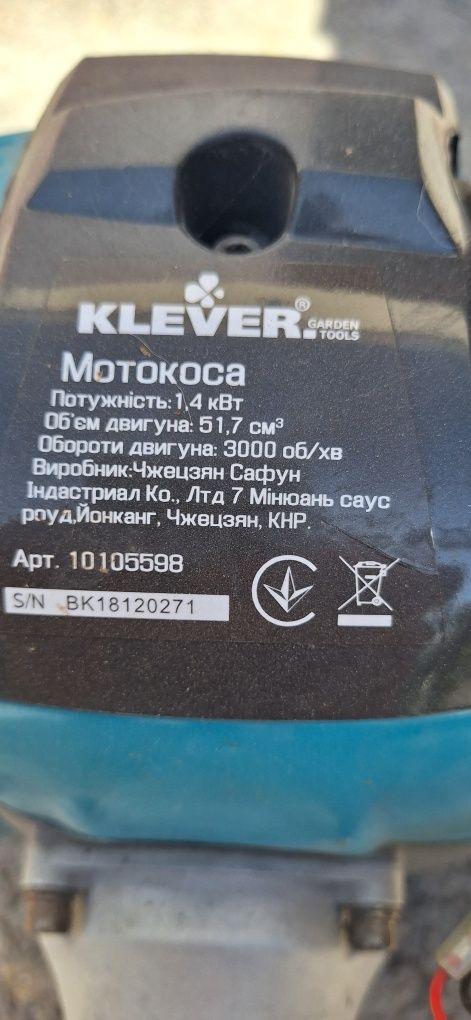 KLEVER.® GARDEN TOOLS
Мотокоса
Потужність:1,4 кВт
Об'єм двигуна: 51,7 см³
Обороти двигуна: 3000 об/хв
Виробник:Чжецзян Сафун
Індастриал Ко., Лтд 7 Мінюань саус
роуд,Йонканг, Чжецзян, КНР.
Арт. 10105598
S/N BK18120271